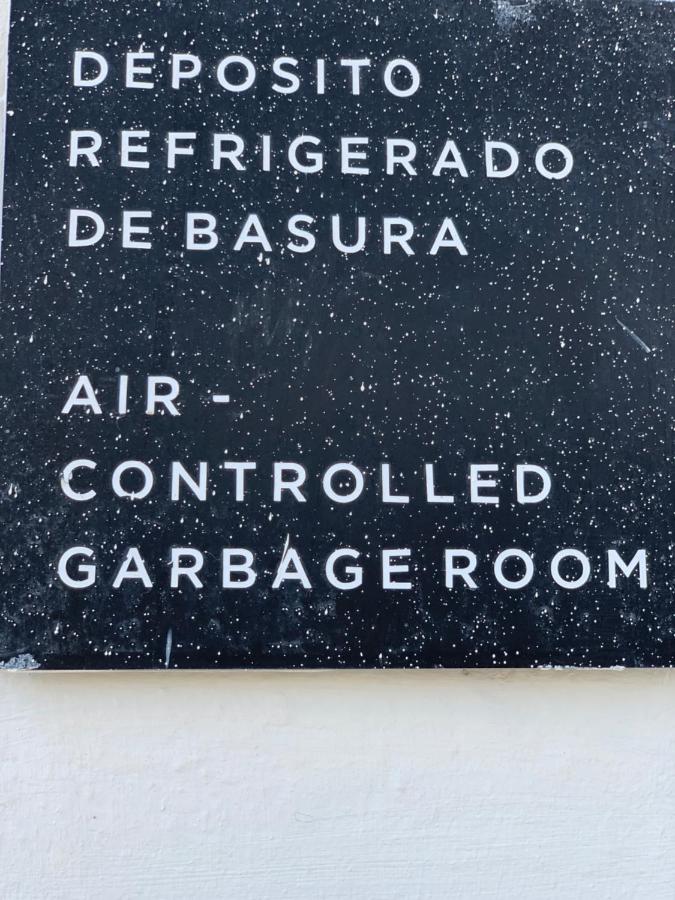 DEPOSITO
REFRIGERADO
DE BASURA
AIR -
CONTROLLED
GARBAGE ROOM